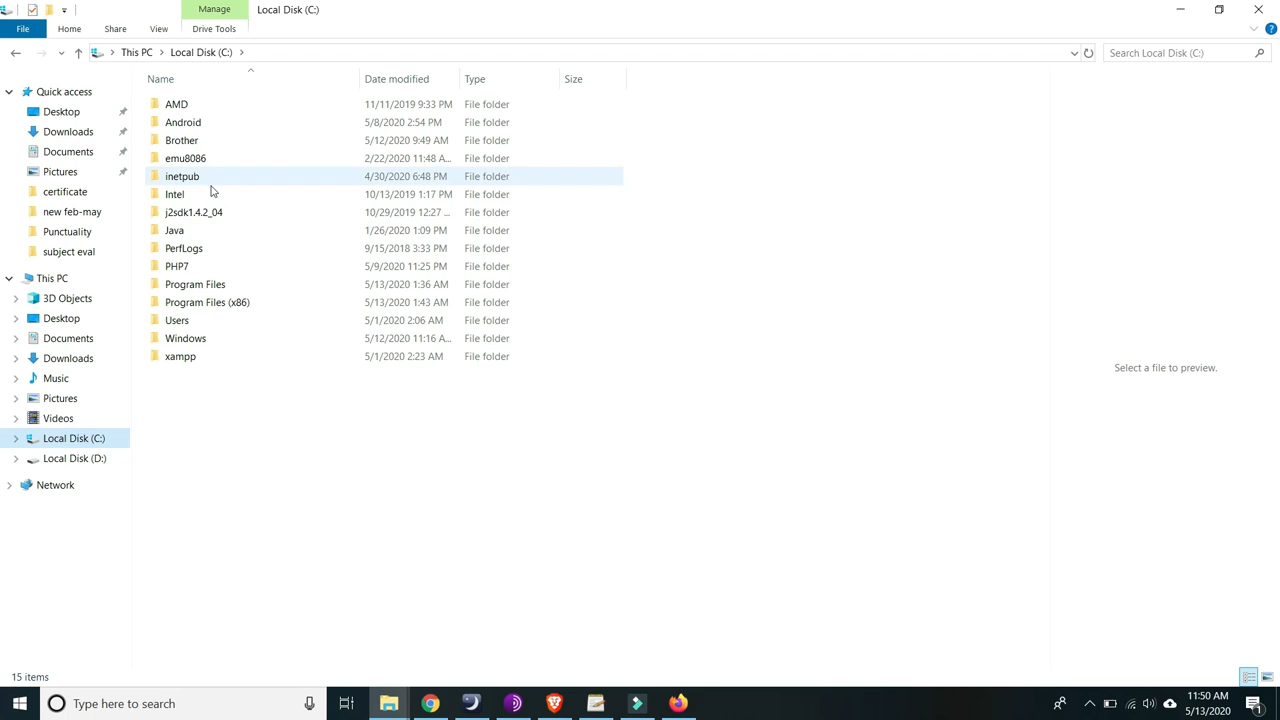 Manage
Local Disk (C:)
File
Home
Share
View
Drive Tools
This PC
Local Disk (C:)
Search Local Disk (C:)
Name
Date modified
Type
Size
Quick access
Desktop
Downloads
Documents
Pictures
certificate
new feb-may
Punctuality
subject eval
This PC
3D Objects
Desktop
Documents
Downloads
Music
Pictures
Videos
Local Disk (C:)
Local Disk (D:)
Network
AMD 11/11/2019 9:33 PM File folder
Android 5/8/2020 2:54 PM File folder
Brother 5/12/2020 9:49 AM File folder
emu8086 2/22/2020 11:48 A... File folder
inetpub 4/30/2020 6:48 PM File folder
Intel 10/13/2019 1:17 PM File folder
j2sdk1.4.2_04 10/29/2019 12:27 ... File folder
Java 1/26/2020 1:09 PM File folder
PerfLogs 9/15/2018 3:33 PM File folder
PHP7 5/9/2020 11:25 PM File folder
Program Files 5/13/2020 1:36 AM File folder
Program Files (x86) 5/13/2020 1:43 AM File folder
Users 5/1/2020 2:06 AM File folder
Windows 5/12/2020 11:16 A... File folder
xampp 5/1/2020 2:23 AM File folder
Select a file to preview.
15 items
Type here to search
11:50 AM
5/13/2020